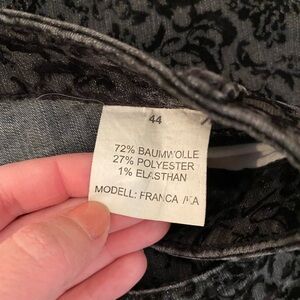 44
72% BAUMWOLLE
27% POLYESTER
1% ELASTHAN
MODELL: FRANCA